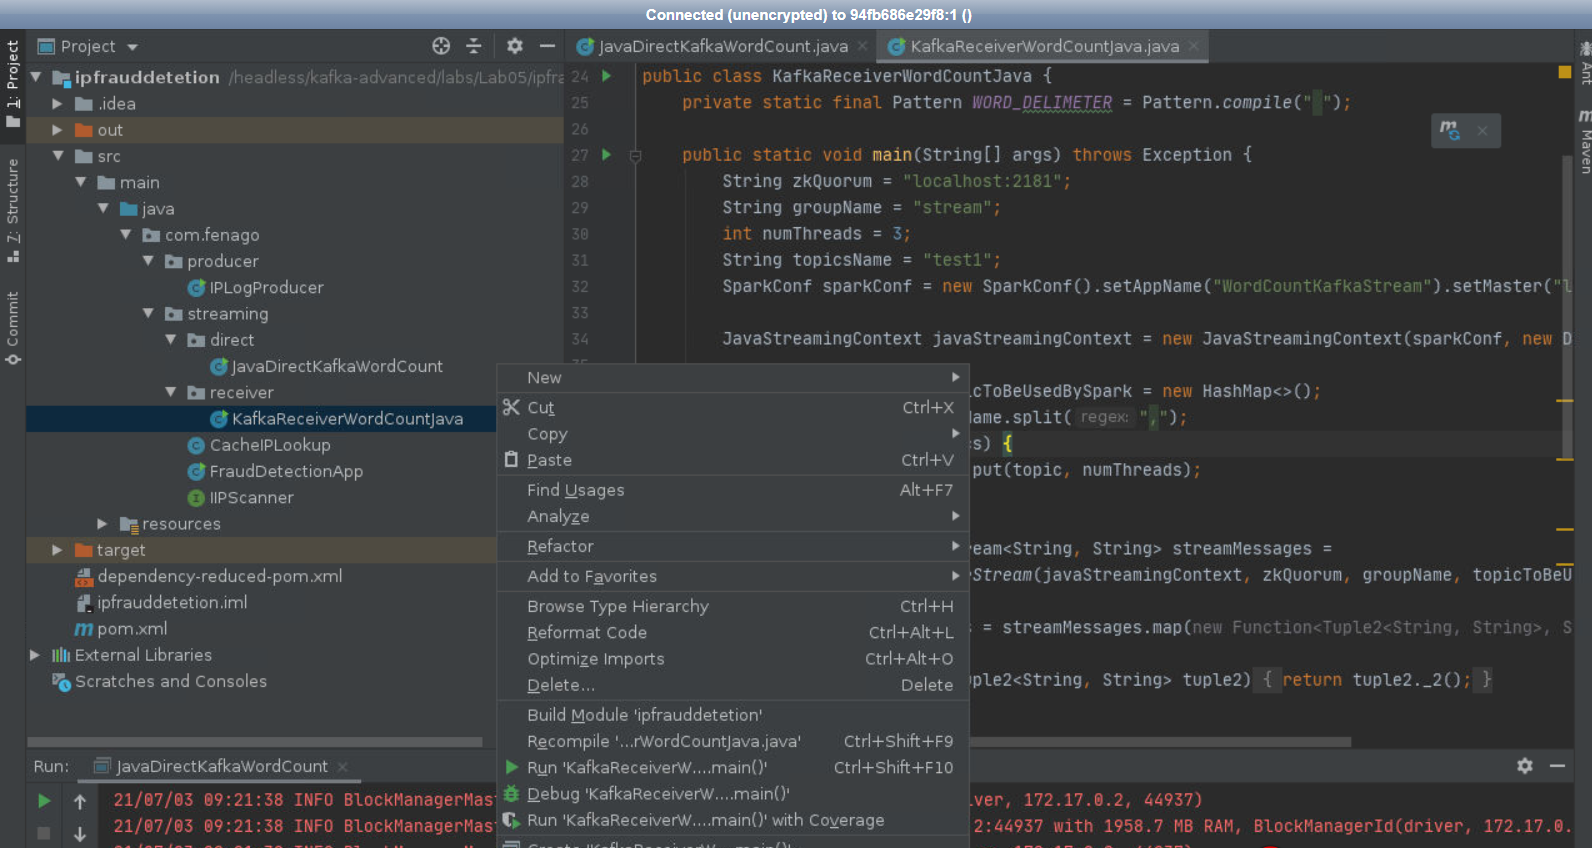 Connected (unencrypted) to 94fb686e29f8:1 ()
1: Project
7: Structure
Commit
Project
ipfrauddetetion /headless/kafka-advanced/labs/Lab05/ipfra
.idea
out
src
main
java
com.fenago
producer
IPLogProducer
streaming
direct
JavaDirectKafkaWordCount
receiver
KafkaReceiverWordCountJava
CacheIPLookup
FraudDetectionApp
IIPScanner
resources
target
dependency-reduced-pom.xml
ipfrauddetetion.iml
pom.xml
External Libraries
Scratches and Consoles
JavaDirectKafkaWordCount.java
KafkaReceiverWordCountJava.java
24 public class KafkaReceiverWordCountJava {
25 private static final Pattern WORD_DELIMETER = Pattern.compile(" ");
26
27 public static void main(String[] args) throws Exception {
28 String zkQuorum = "localhost:2181";
29 String groupName = "stream";
30 int numThreads = 3;
31 String topicsName = "test1";
32 SparkConf sparkConf = new SparkConf().setAppName("WordCountKafkaStream").setMaster("l
33
34 JavaStreamingContext javaStreamingContext = new JavaStreamingContext(sparkConf, new D
cToBeUsedBySpark = new HashMap<>();
ame.split( regex: ",");
s) {
put(topic, numThreads);
eam<String, String> streamMessages =
Stream(javaStreamingContext, zkQuorum, groupName, topicToBeU
s = streamMessages.map(new Function<Tuple2<String, String>, S
ple2<String, String> tuple2) { return tuple2._2(); }
Ant
Maven
New
Cut Ctrl+X
Copy
Paste Ctrl+V
Find Usages Alt+F7
Analyze
Refactor
Add to Favorites
Browse Type Hierarchy Ctrl+H
Reformat Code Ctrl+Alt+L
Optimize Imports Ctrl+Alt+O
Delete... Delete
Build Module 'ipfrauddetetion'
Recompile '...rWordCountJava.java' Ctrl+Shift+F9
Run 'KafkaReceiverW....main()' Ctrl+Shift+F10
Debug 'KafkaReceiverW....main()'
Run 'KafkaReceiverW....main()' with Coverage
Create 'KafkaReceiverW....main()'
Run: JavaDirectKafkaWordCount
21/07/03 09:21:38 INFO BlockManagerMas
ver, 172.17.0.2, 44937)
21/07/03 09:21:38 INFO BlockManagerMas
2:44937 with 1958.7 MB RAM, BlockManagerId(driver, 172.17.0.